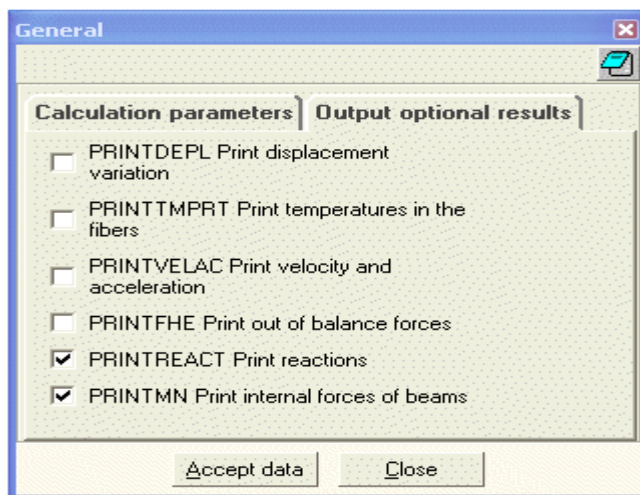 General
Calculation parameters
Output optional results
PRINTDEPL Print displacement
variation
PRINTTMPRT Print temperatures in the
fibers
PRINTVELAC Print velocity and
acceleration
PRINTFHE Print out of balance forces
PRINTREACT Print reactions
PRINTMN Print internal forces of beams
Accept data
Close